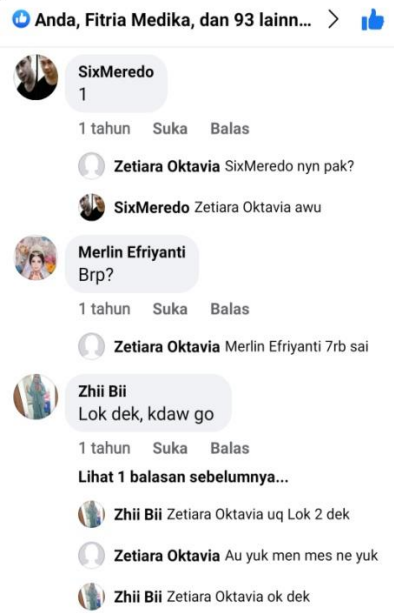 Anda, Fitria Medika, dan 93 lainn...
SixMeredo
1
1 tahun Suka Balas
Zetiara Oktavia SixMeredo nyn pak?
SixMeredo Zetiara Oktavia awu
Merlin Efriyanti
Brp?
1 tahun Suka Balas
Zetiara Oktavia Merlin Efriyanti 7rb sai
Zhii Bii
Lok dek, kdaw go
1 tahun Suka Balas
Lihat 1 balasan sebelumnya...
Zhii Bii Zetiara Oktavia uq Lok 2 dek
Zetiara Oktavia Au yuk men mes ne yuk
Zhii Bii Zetiara Oktavia ok dek